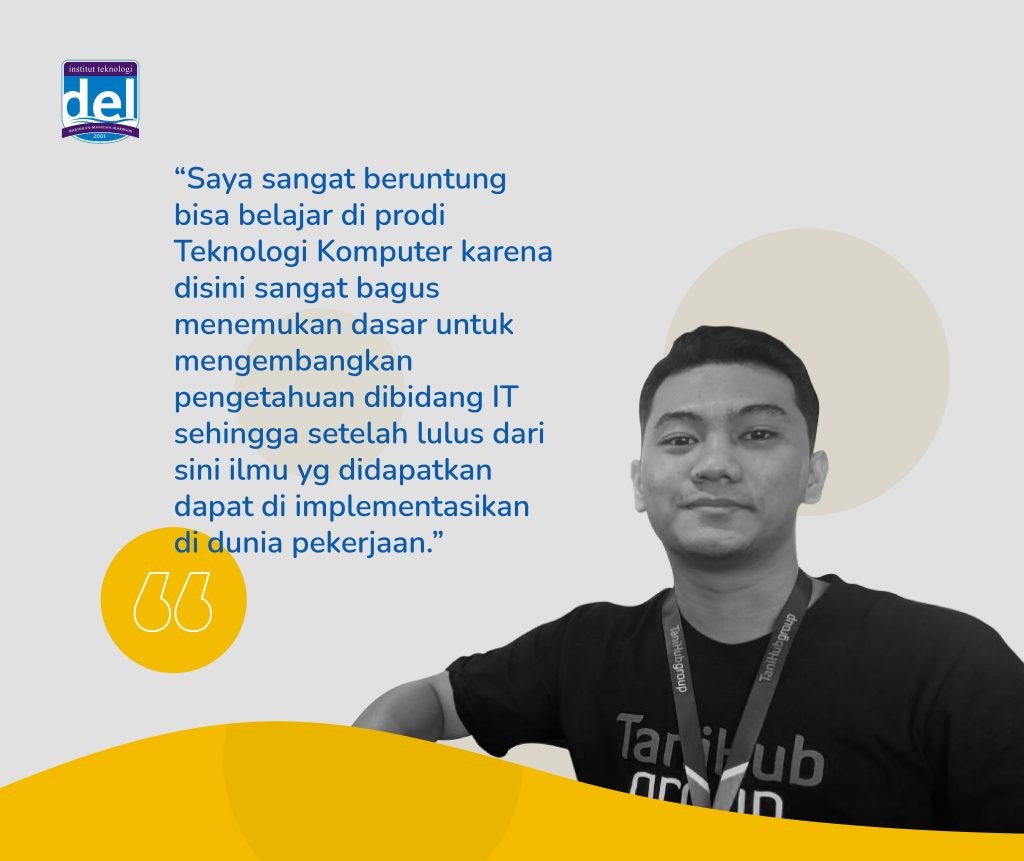 institut teknologi
del
2001
“Saya sangat beruntung
bisa belajar di prodi
Teknologi Komputer karena
disini sangat bagus
menemukan dasar untuk
mengembangkan
pengetahuan dibidang IT
sehingga setelah lulus dari
sini ilmu yg didapatkan
dapat di implementasikan
di dunia pekerjaan.”
TaniHubgroup
TaniHubgroup
TaniHub
group